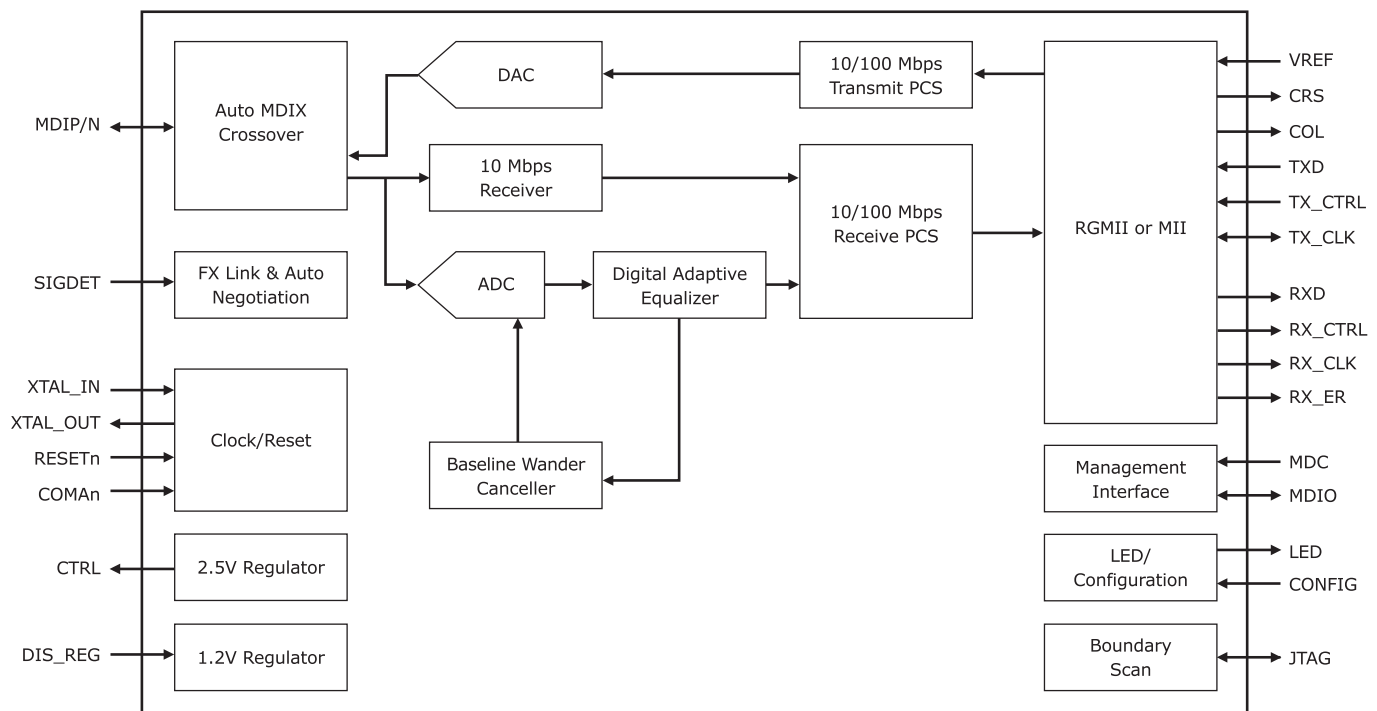 MDIP/N
SIGDET
XTAL_IN
XTAL_OUT
RESETn
COMAn
CTRL
DIS_REG
Auto MDIX
Crossover
FX Link & Auto
Negotiation
Clock/Reset
2.5V Regulator
1.2V Regulator
DAC
10 Mbps
Receiver
ADC
Digital Adaptive
Equalizer
Baseline Wander
Canceller
10/100 Mbps
Transmit PCS
10/100 Mbps
Receive PCS
RGMII or MII
Management
Interface
LED/
Configuration
Boundary
Scan
VREF
CRS
COL
TXD
TX_CTRL
TX_CLK
RXD
RX_CTRL
RX_CLK
RX_ER
MDC
MDIO
LED
CONFIG
JTAG